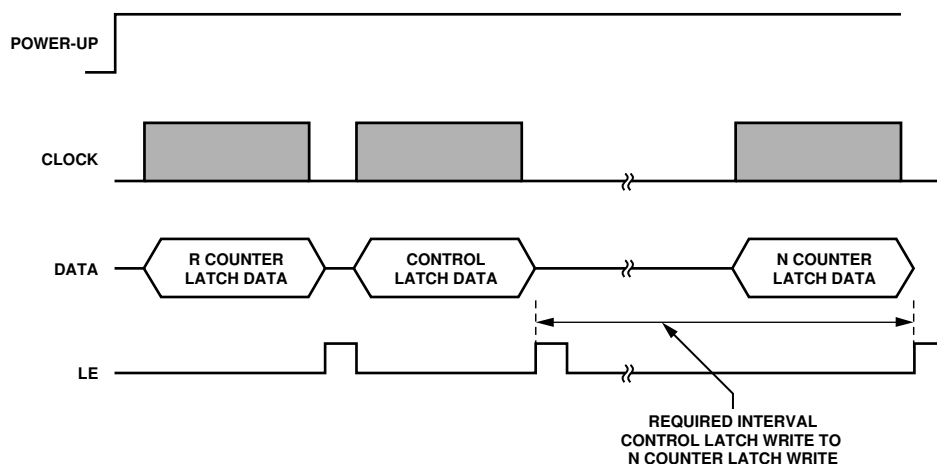 POWER-UP
CLOCK
DATA
R COUNTER
LATCH DATA
CONTROL
LATCH DATA
N COUNTER
LATCH DATA
LE
REQUIRED INTERVAL
CONTROL LATCH WRITE TO
N COUNTER LATCH WRITE